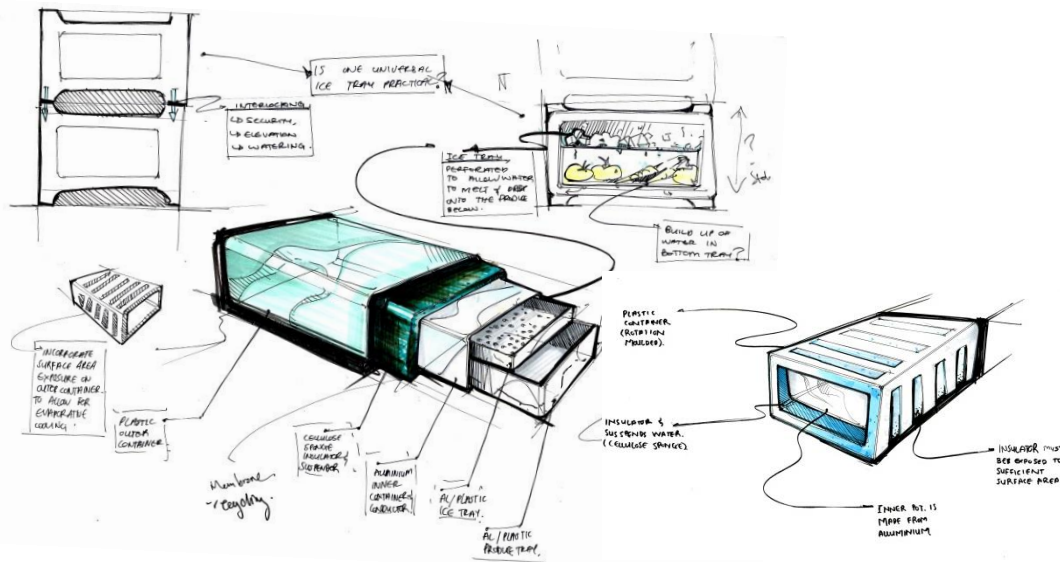 IS ONE UNIVERSAL
ICE TRAY PRACTICAL?
INTERLOCKING
↳ SECURITY.
↳ ELEVATION
↳ WATERING.
ICE TRAY,
PERFORATED
TO ALLOW WATER
TO MELT & DRIP
ONTO THE PRODUCE
BELOW.
?
BUILD UP OF
WATER IN
BOTTOM TRAY?
INCORPORATE
SURFACE AREA
EXPOSURE ON
OUTER CONTAINER
TO ALLOW FOR
EVAPORATIVE
COOLING.
PLASTIC
OUTER
CONTAINER
Membrane
CELLULOSE
SPONGE
INSULATOR &
SUSPENDER
ALUMINIUM
INNER
CONTAINER &
CONDUCTOR.
AL/PLASTIC
ICE TRAY.
AL/PLASTIC
PRODUCE TRAY.
PLASTIC
CONTAINER
(ROTATION
MOULDED).
INSULATOR &
SUSPENDS WATER.
(CELLULOSE SPONGE)
INSULATOR MUST
BEE EXPOSED TO
SUFFICIENT
SURFACE AREA
INNER POT. IS
MADE FROM
ALUMINIUM